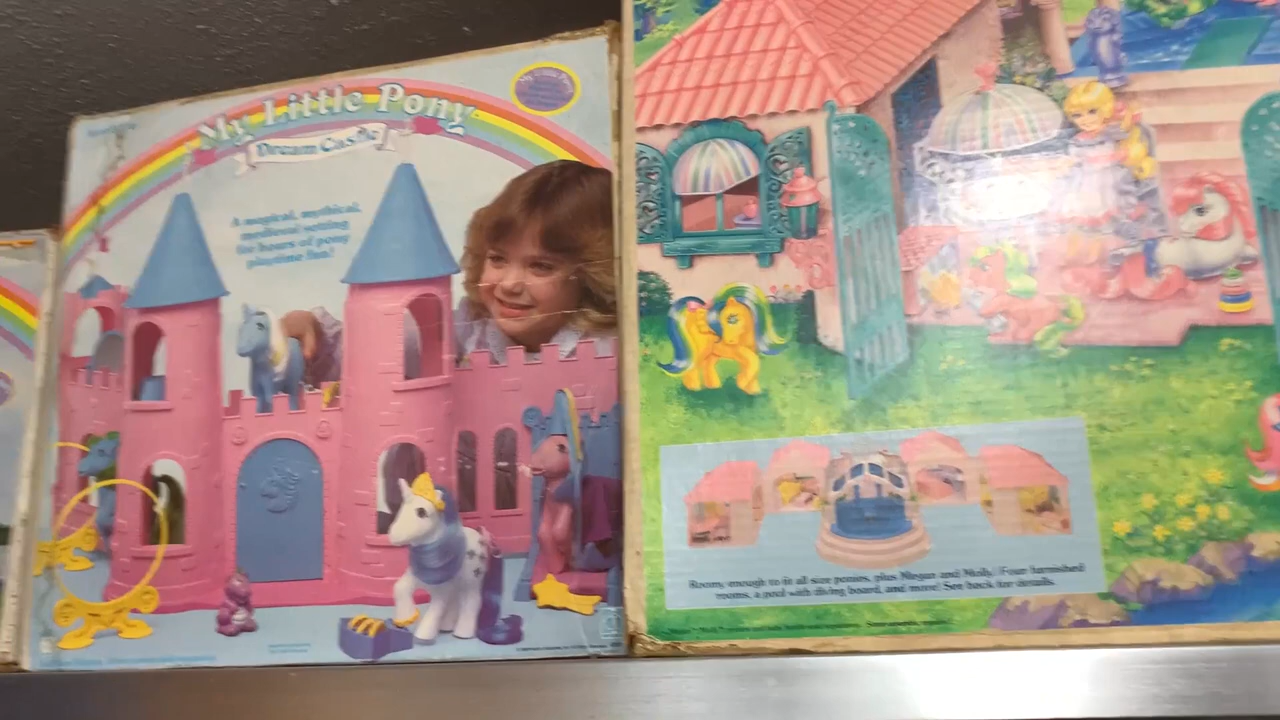 My Little Pony
Dream Castle
A magical, mythical,
medieval setting
for hours of pony
playtime fun!
Room, enough to fit all size ponies, plus Megan and Molly! Four furnished
rooms, a pool with diving board, and more! See back for details.